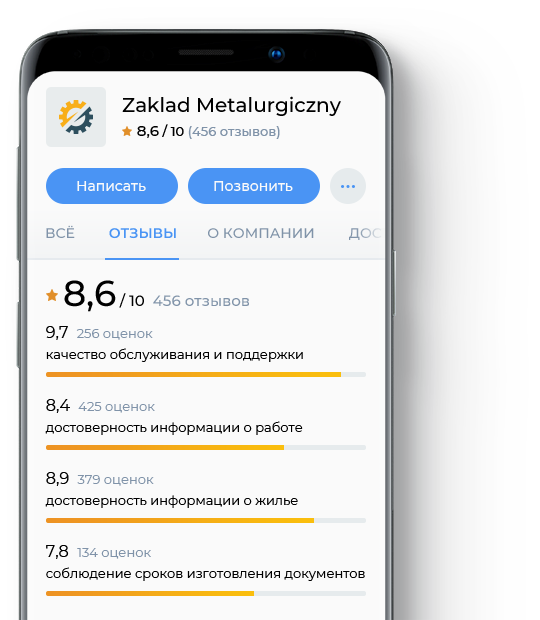 Zaklad Metalurgiczny
8,6 / 10 (456 отзывов)
Написать Позвонить
ВСЁ ОТЗЫВЫ О КОМПАНИИ ДОС
8,6 / 10 456 отзывов
9,7 256 оценок
качество обслуживания и поддержки
8,4 425 оценок
достоверность информации о работе
8,9 379 оценок
достоверность информации о жилье
7,8 134 оценок
соблюдение сроков изготовления документов